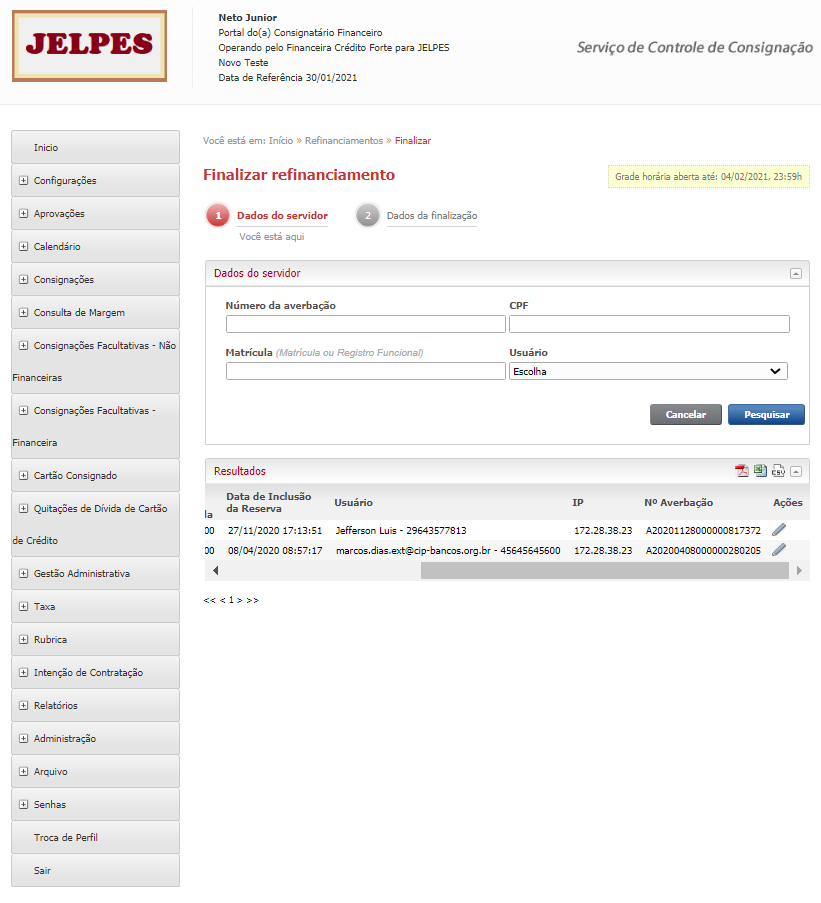 JELPES
Neto Junior
Portal do(a) Consignatário Financeiro
Operando pelo Financeira Crédito Forte para JELPES
Novo Teste
Data de Referência 30/01/2021
Serviço de Controle de Consignação
Inicio
Configurações
Aprovações
Calendário
Consignações
Consulta de Margem
Consignações Facultativas - Não
Financeiras
Consignações Facultativas -
Financeira
Cartão Consignado
Quitações de Dívida de Cartão
de Crédito
Gestão Administrativa
Taxa
Rubrica
Intenção de Contratação
Relatórios
Administração
Arquivo
Senhas
Troca de Perfil
Sair
Você está em: Início » Refinanciamentos » Finalizar
Finalizar refinanciamento
Grade horária aberta até: 04/02/2021, 23:59h
1 Dados do servidor 2 Dados da finalização
Você está aqui
Dados do servidor
Número da averbação CPF
Matrícula (Matrícula ou Registro Funcional) Usuário
Escolha
Cancelar Pesquisar
Resultados CSV
la Data de Inclusão da Reserva Usuário IP Nº Averbação Ações
00 27/11/2020 17:13:51 Jefferson Luis - 29643577813 172.28.38.23 A20201128000000817372
00 08/04/2020 08:57:17 marcos.dias.ext@cip-bancos.org.br - 45645645600 172.28.38.23 A20200408000000280205
<< < 1 > >>